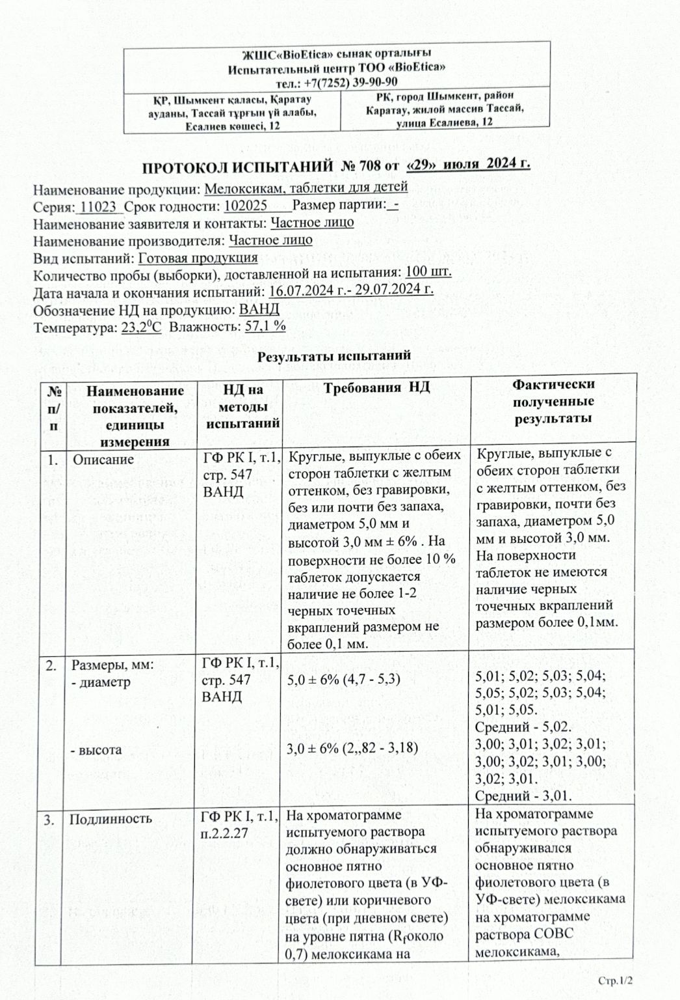 ЖШС«BioEtica» сынақ орталығы
Испытательный центр ТОО «BioEtica»
тел.: +7(7252) 39-90-90
ҚР, Шымкент қаласы, Қаратау
ауданы, Тассай тұрғын үй алабы,
Есалиев көшесі, 12
РК, город Шымкент, район
Каратау, жилой массив Тассай,
улица Есалиева, 12
ПРОТОКОЛ ИСПЫТАНИЙ № 708 от «29» июля 2024 г.
Наименование продукции: Мелоксикам, таблетки для детей
Серия: 11023 Срок годности: 102025 Размер партии: -
Наименование заявителя и контакты: Частное лицо
Наименование производителя: Частное лицо
Вид испытаний: Готовая продукция
Количество пробы (выборки), доставленной на испытания: 100 шт.
Дата начала и окончания испытаний: 16.07.2024 г.- 29.07.2024 г.
Обозначение НД на продукцию: ВАНД
Температура: 23,2⁰С Влажность: 57,1 %
Результаты испытаний
№
п/
п
Наименование
показателей,
единицы
измерения
НД на
методы
испытаний
Требования НД
Фактически
полученные
результаты
1.
Описание
ГФ РК I, т.1,
стр. 547
ВАНД
Круглые, выпуклые с обеих
сторон таблетки с желтым
оттенком, без гравировки,
без или почти без запаха,
диаметром 5,0 мм и
высотой 3,0 мм ± 6% . На
поверхности не более 10 %
таблеток допускается
наличие не более 1-2
черных точечных
вкраплений размером не
более 0,1 мм.
Круглые, выпуклые с
обеих сторон таблетки
с желтым оттенком, без
гравировки, почти без
запаха, диаметром 5,0
мм и высотой 3,0 мм.
На поверхности
таблеток не имеются
наличие черных
точечных вкраплений
размером более 0,1мм.
2.
Размеры, мм:
- диаметр
- высота
ГФ РК I, т.1,
стр. 547
ВАНД
5,0 ± 6% (4,7 - 5,3)
3,0 ± 6% (2,,82 - 3,18)
5,01; 5,02; 5,03; 5,04;
5,05; 5,02; 5,03; 5,04;
5,01; 5,05.
Средний - 5,02.
3,00; 3,01; 3,02; 3,01;
3,00; 3,02; 3,01; 3,00;
3,02; 3,01.
Средний - 3,01.
3.
Подлинность
ГФ РК I, т.1,
п.2.2.27
На хроматограмме
испытуемого раствора
должно обнаруживаться
основное пятно
фиолетового цвета (в УФ-
свете) или коричневого
цвета (при дневном свете)
на уровне пятна (Rfоколо
0,7) мелоксикама на
На хроматограмме
испытуемого раствора
обнаруживался
основное пятно
фиолетового цвета (в
УФ-свете) мелоксикама
на хроматограмме
раствора СОВС
мелоксикама,
Стр.1/2